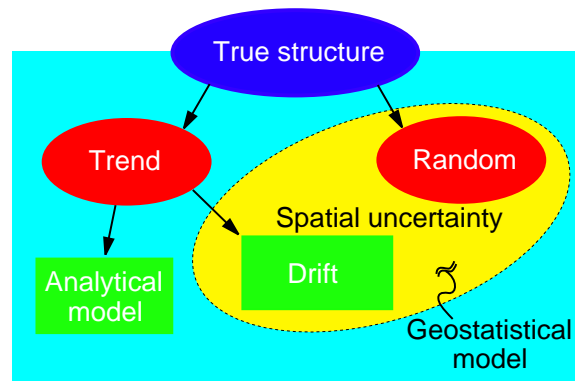 True structure
Trend
Random
Spatial uncertainty
Analytical
model
Drift
Geostatistical
model